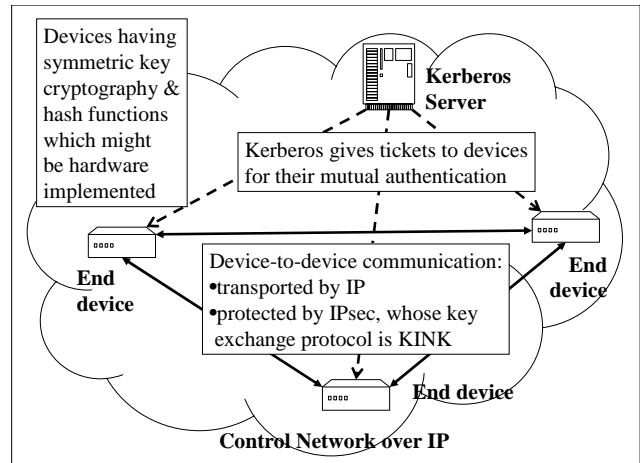 Devices having
symmetric key
cryptography &
hash functions
which might
be hardware
implemented
Kerberos
Server
Kerberos gives tickets to devices
for their mutual authentication
End
device
End
device
Device-to-device communication:
•transported by IP
•protected by IPsec, whose key
exchange protocol is KINK
End device
Control Network over IP